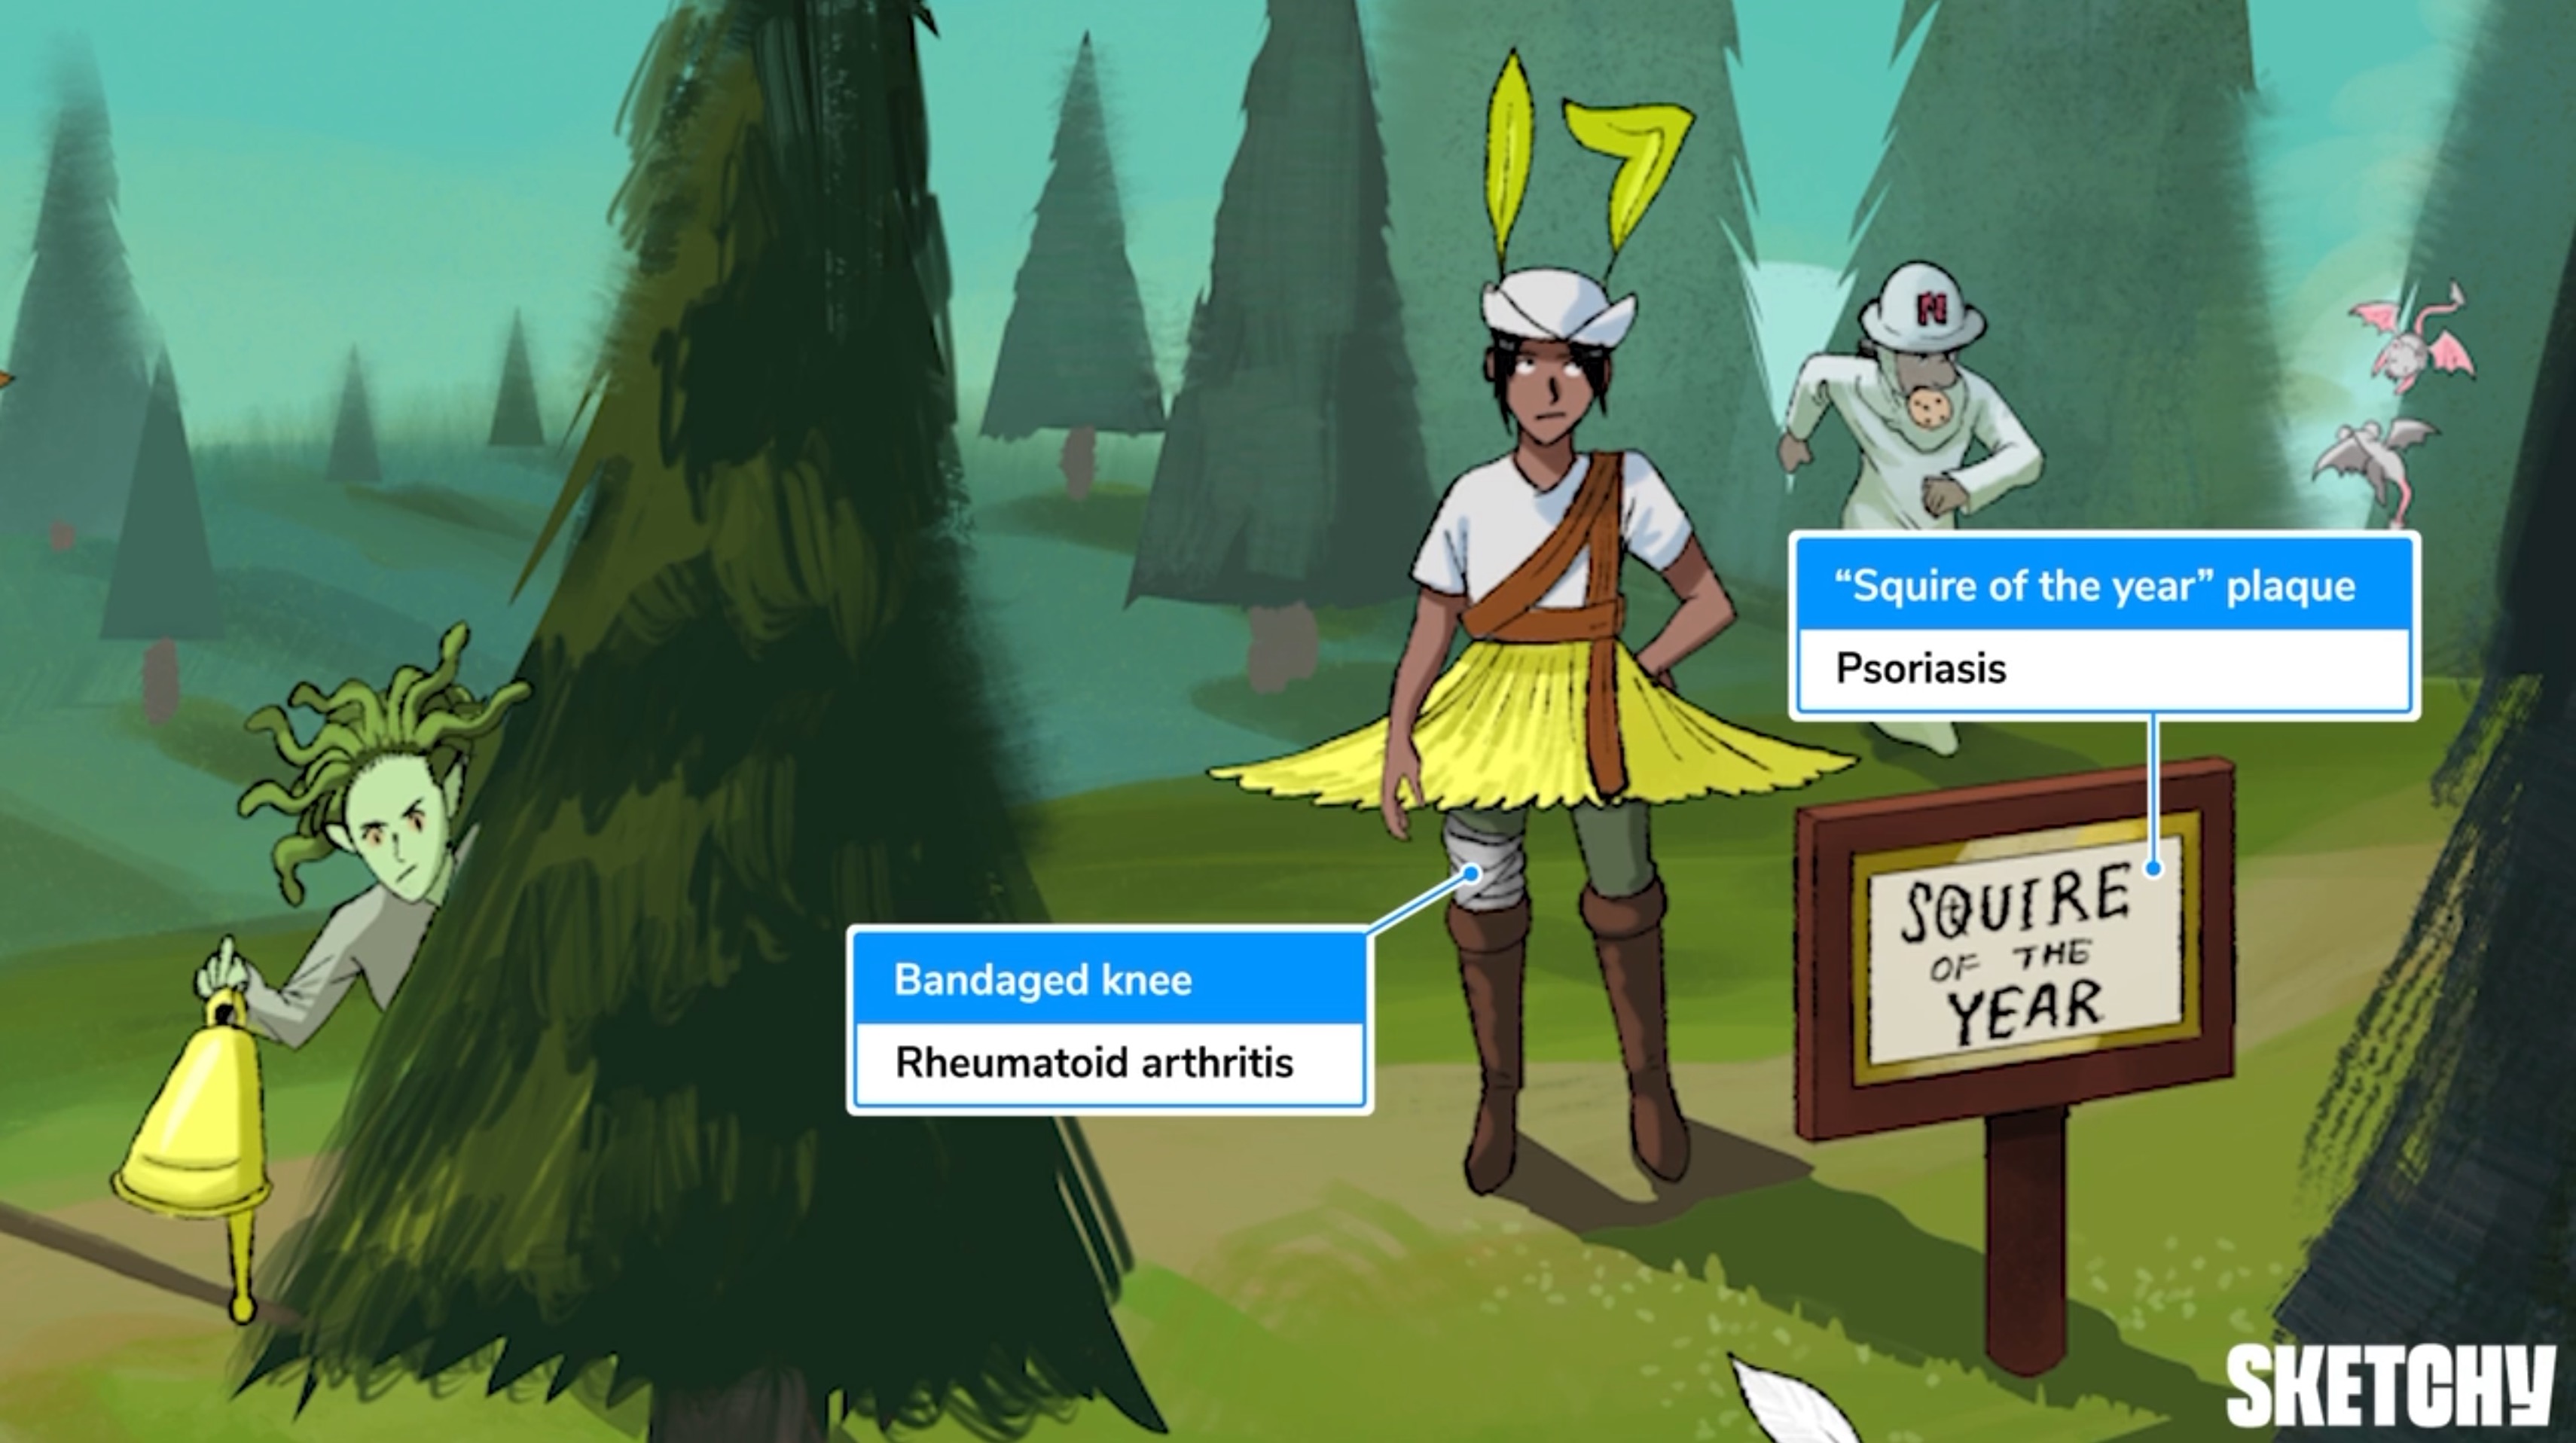 N
“Squire of the year” plaque
Psoriasis
SQUIRE
OF THE
YEAR
Bandaged knee
Rheumatoid arthritis
SKETCHY